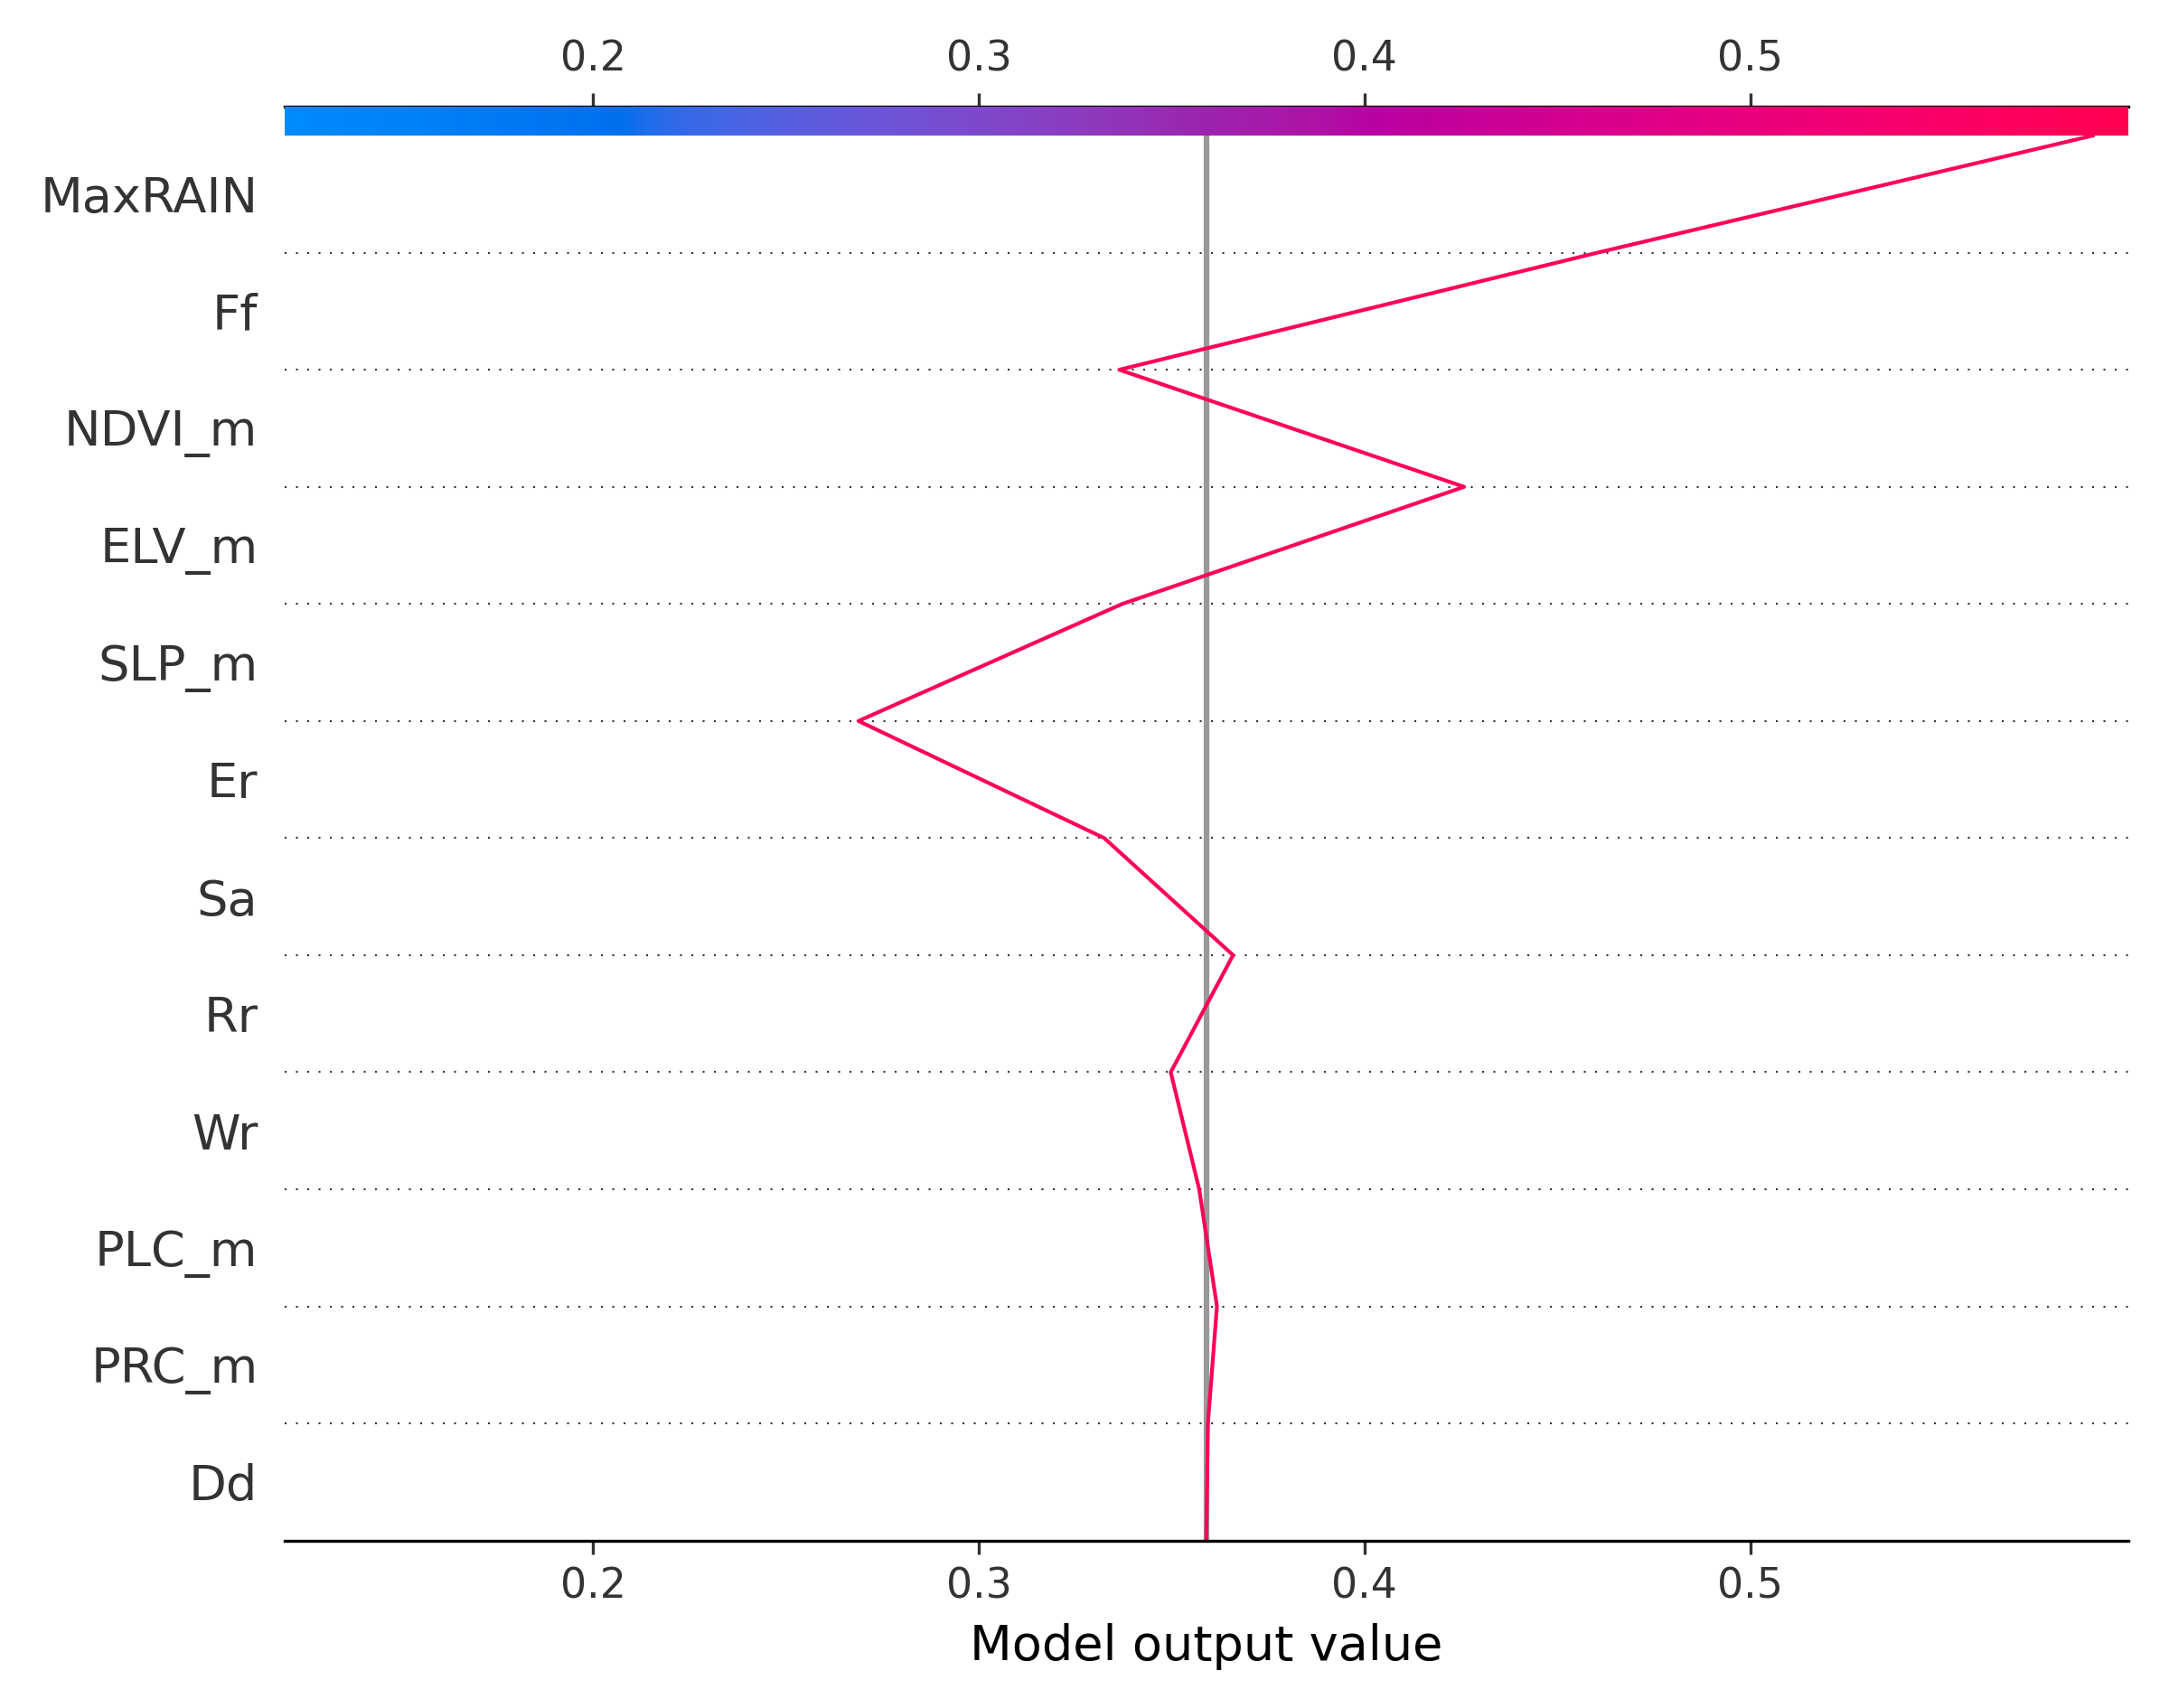 0.2 0.3 0.4 0.5
MaxRAIN
Ff
NDVI_m
ELV_m
SLP_m
Er
Sa
Rr
Wr
PLC_m
PRC_m
Dd
0.2 0.3 0.4 0.5
Model output value